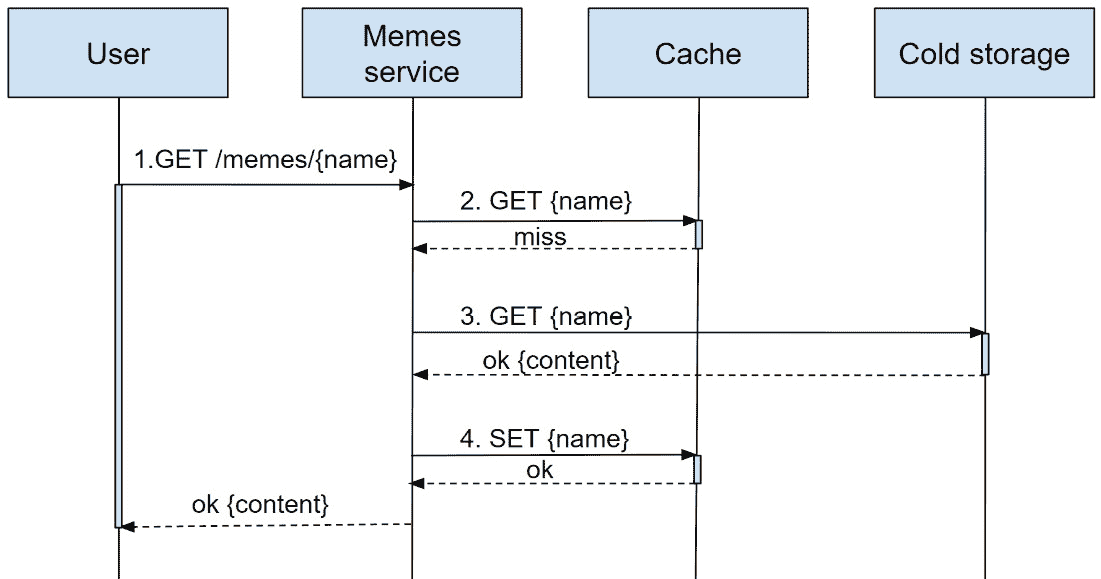 User
Memes
service
Cache
Cold storage
1.GET /memes/{name}
2. GET {name}
miss
3. GET {name}
ok {content}
4. SET {name}
ok
ok {content}